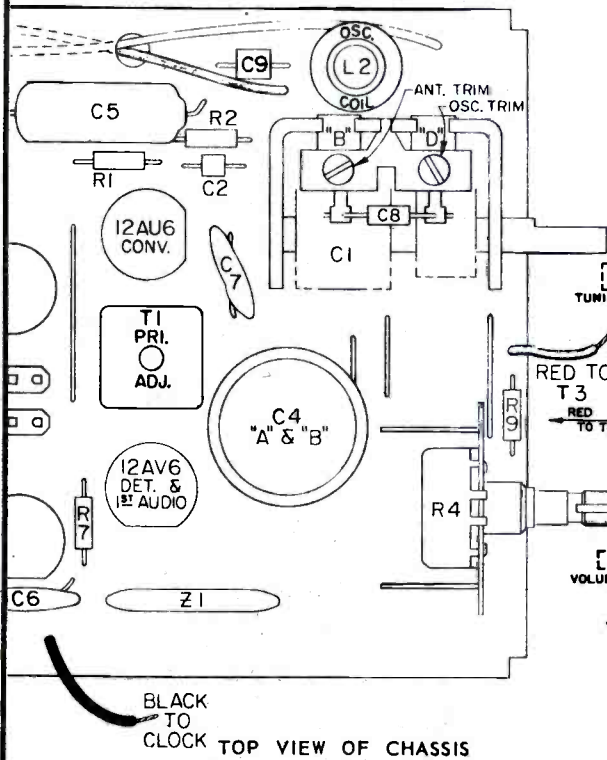 OSC.
L2
COIL
C9
ANT. TRIM
OSC. TRIM
C5
R2
"B"
"D"
R1
C2
C8
12AU6
CONV.
C7
C1
T1
PRI.
ADJ.
RED TO
T3
RED
C4
"A" & "B"
R9
12AV6
DET. &
1ST AUDIO
R4
R7
C6
Z1
BLACK
TO
CLOCK
TOP VIEW OF CHASSIS